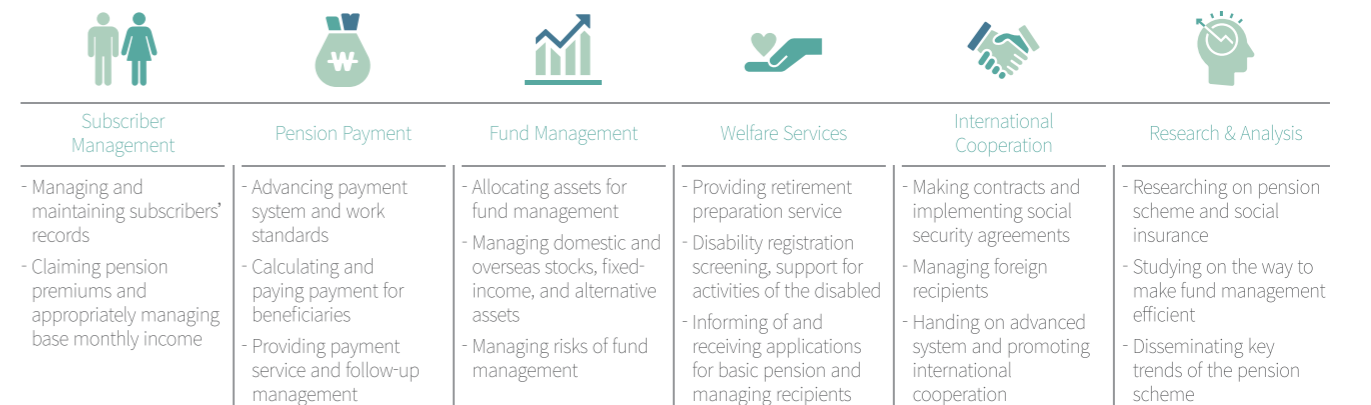 ₩
Subscriber
Management
Pension Payment
Fund Management
Welfare Services
International
Cooperation
Research & Analysis
- Managing and
maintaining subscribers’
records
- Claiming pension
premiums and
appropriately managing
base monthly income
- Advancing payment
system and work
standards
- Calculating and
paying payment for
beneficiaries
- Providing payment
service and follow-up
management
- Allocating assets for
fund management
- Managing domestic and
overseas stocks, fixed-
income, and alternative
assets
- Managing risks of fund
management
- Providing retirement
preparation service
- Disability registration
screening, support for
activities of the disabled
- Informing of and
receiving applications
for basic pension and
managing recipients
- Making contracts and
implementing social
security agreements
- Managing foreign
recipients
- Handing on advanced
system and promoting
international
cooperation
- Researching on pension
scheme and social
insurance
- Studying on the way to
make fund management
efficient
- Disseminating key
trends of the pension
scheme